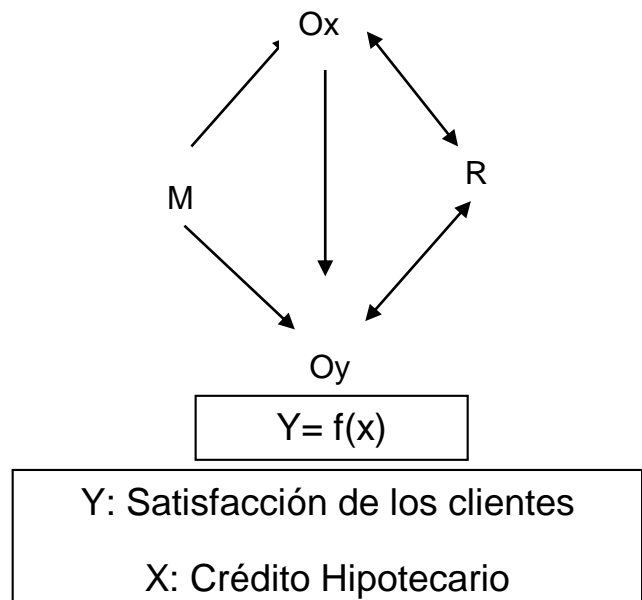 Ox
R
M
Oy
Y= f(x)
Y: Satisfacción de los clientes
X: Crédito Hipotecario